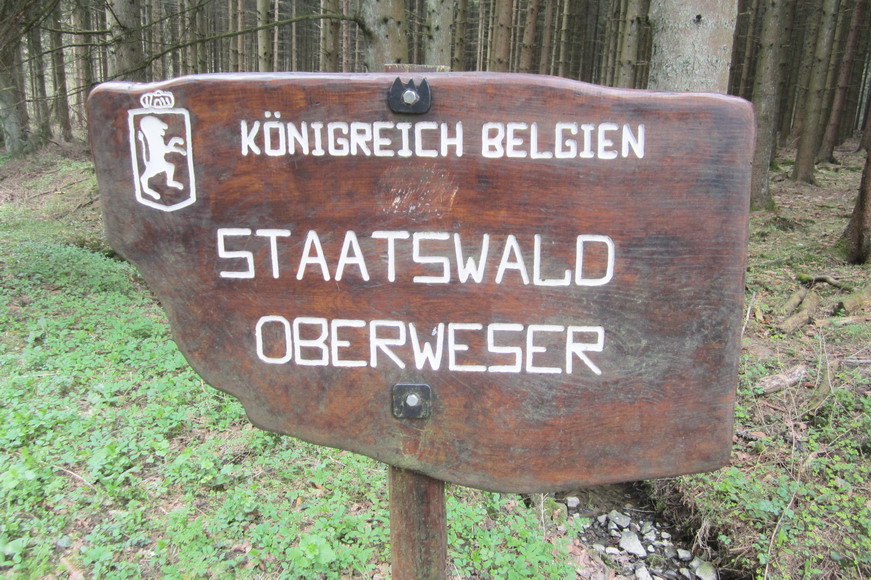 KÖNIGREICH BELGIEN
STAATSWALD
OBERWESER